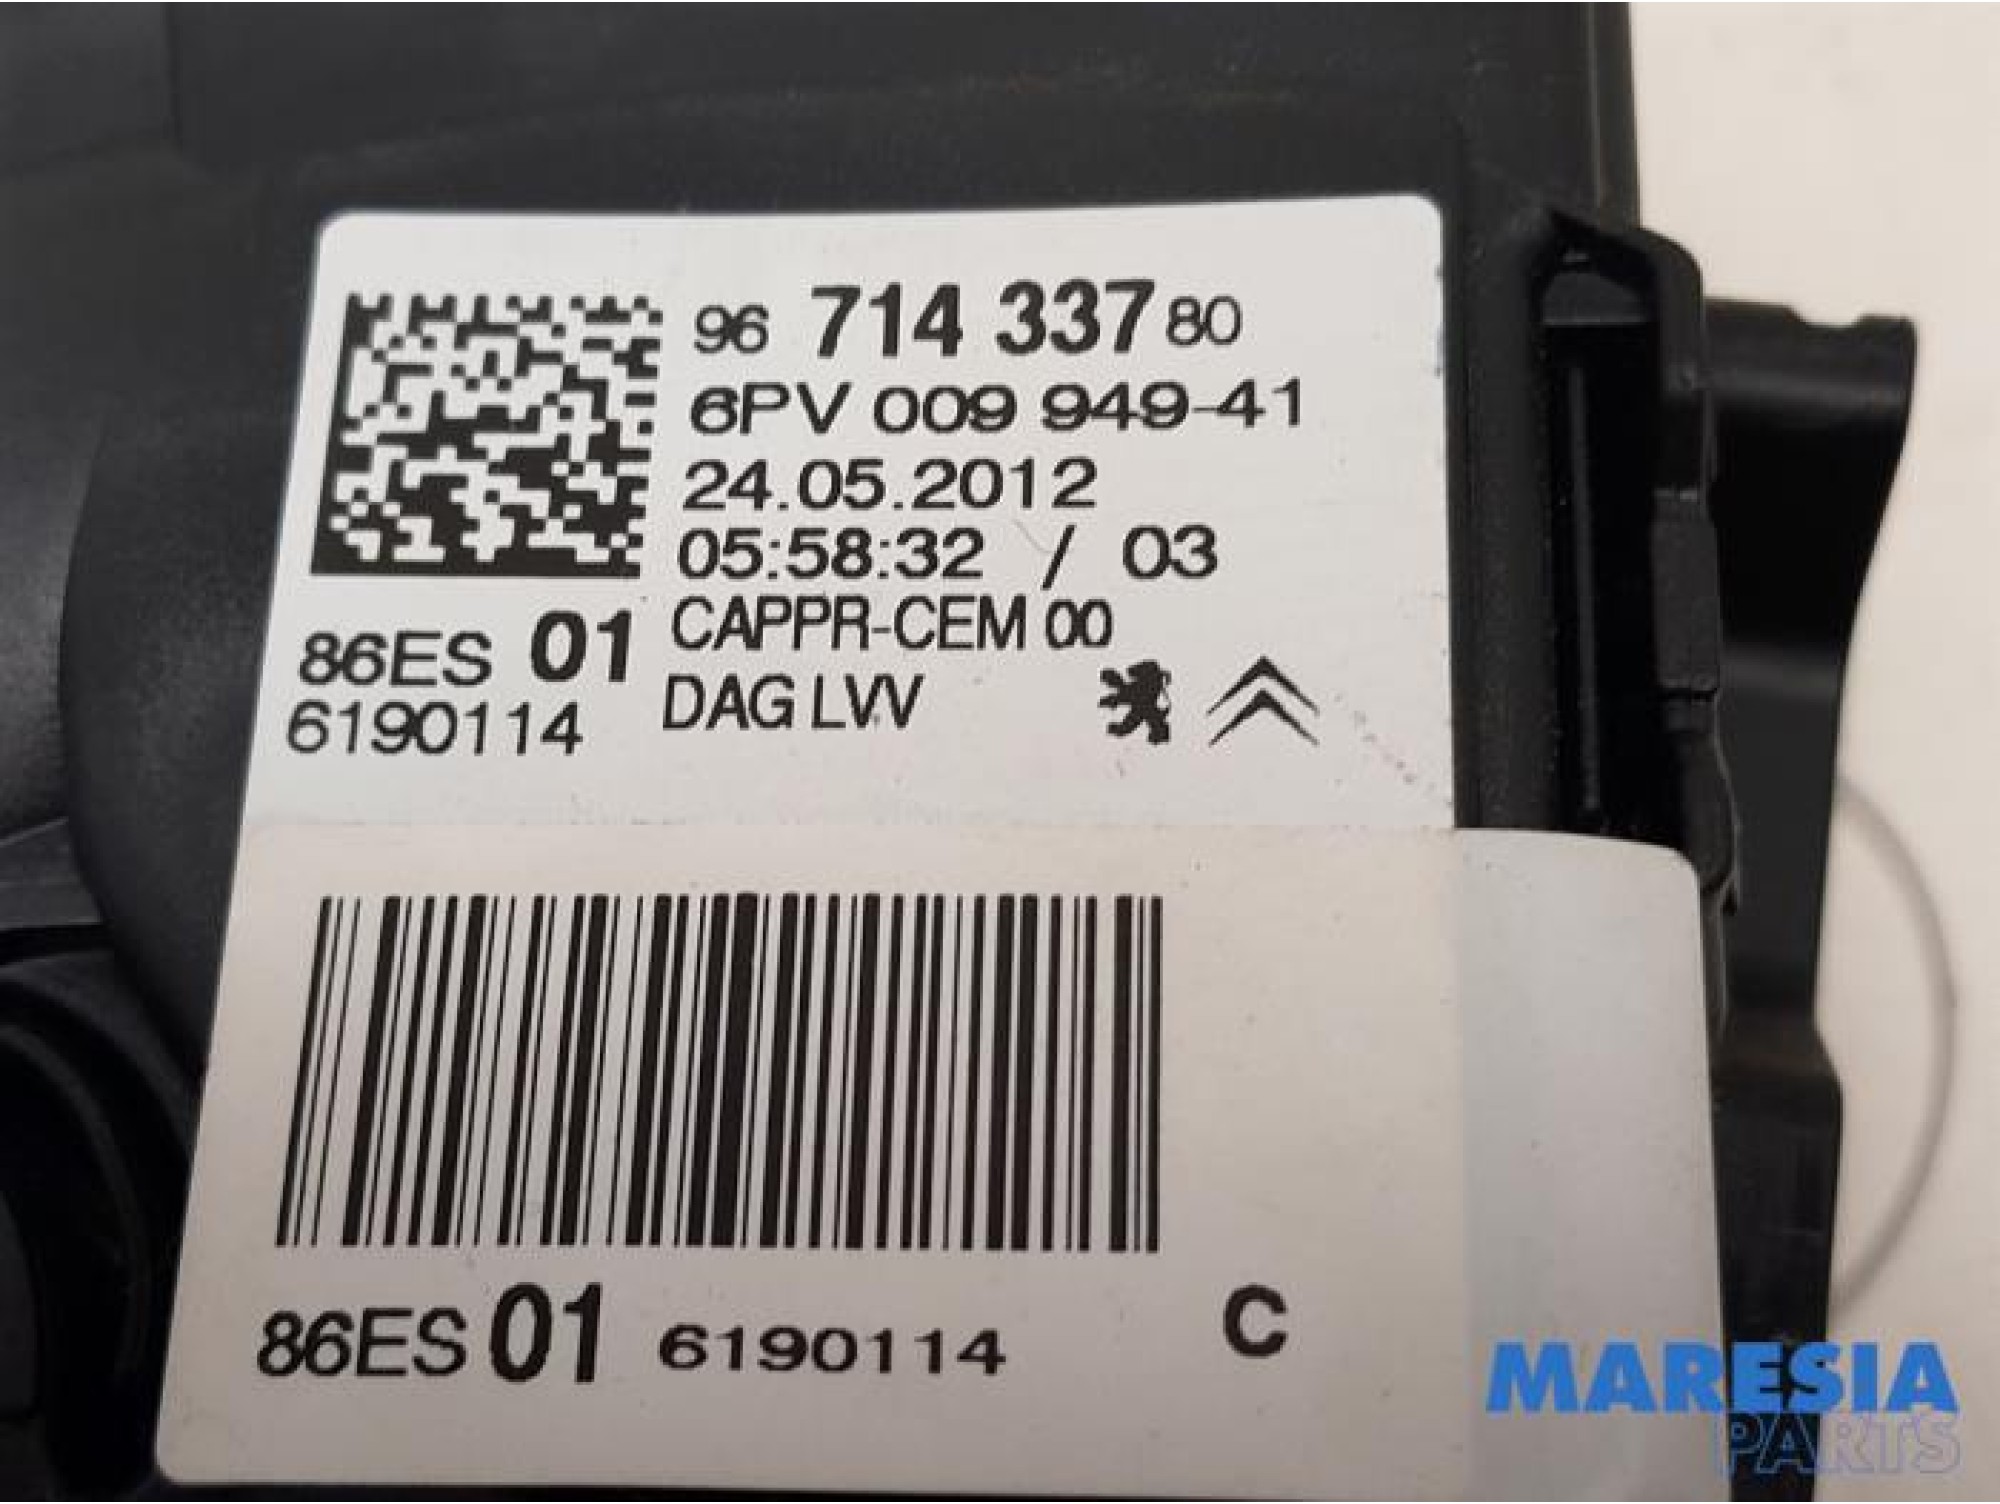 96 714 337 80
6PV 009 949-41
24.05.2012
05:58:32 / 03
CAPPR-CEM 00
DAG LVV
86ES 01
6190114
86ES 01 6190114 C
MARESIA
PARTS